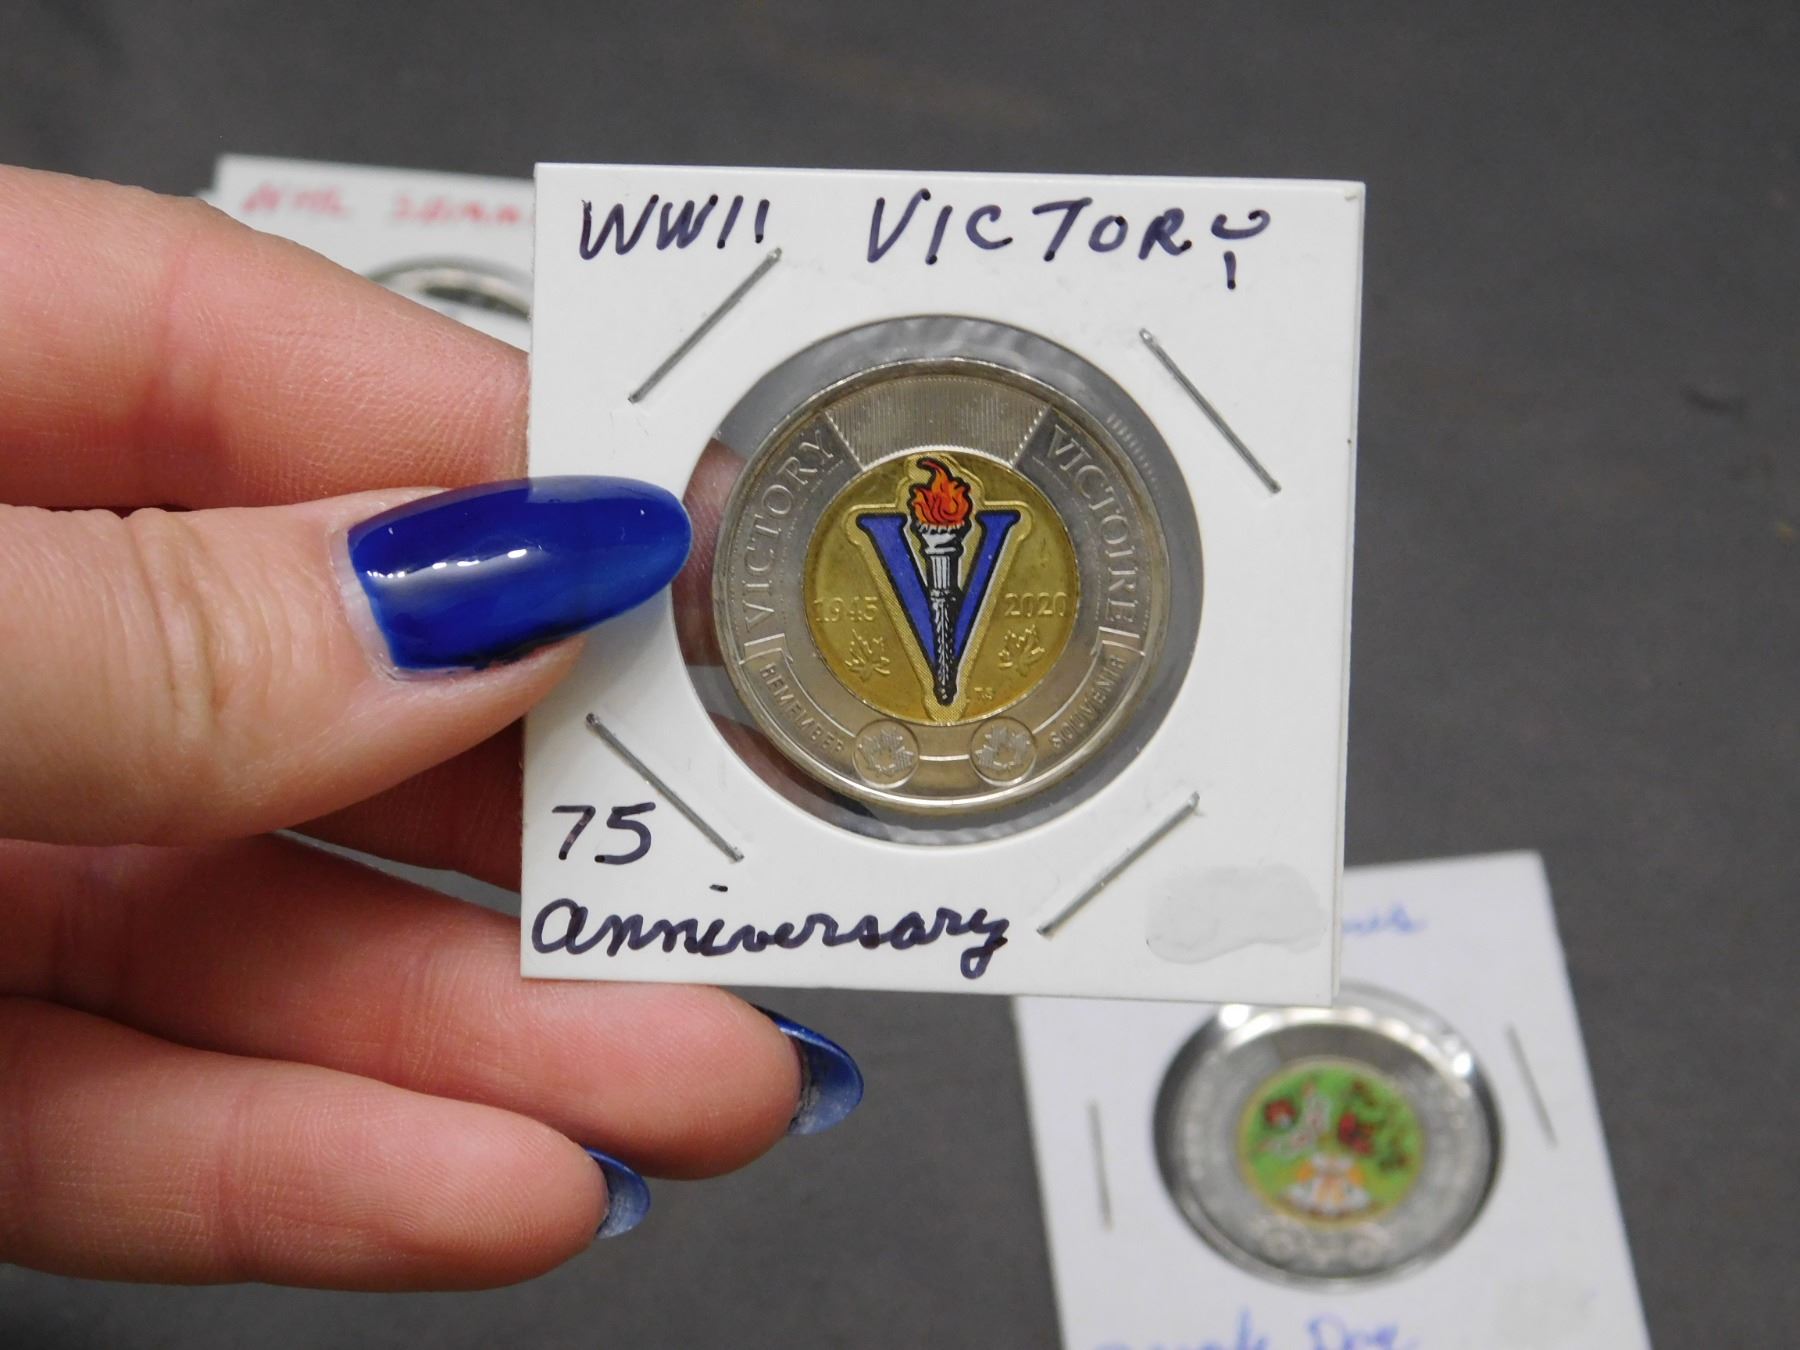 WWII VICTORY
VICTORY VICTOIRE
1945 2020
T.S
REMEMBER SOUVENIR
75
anniversary